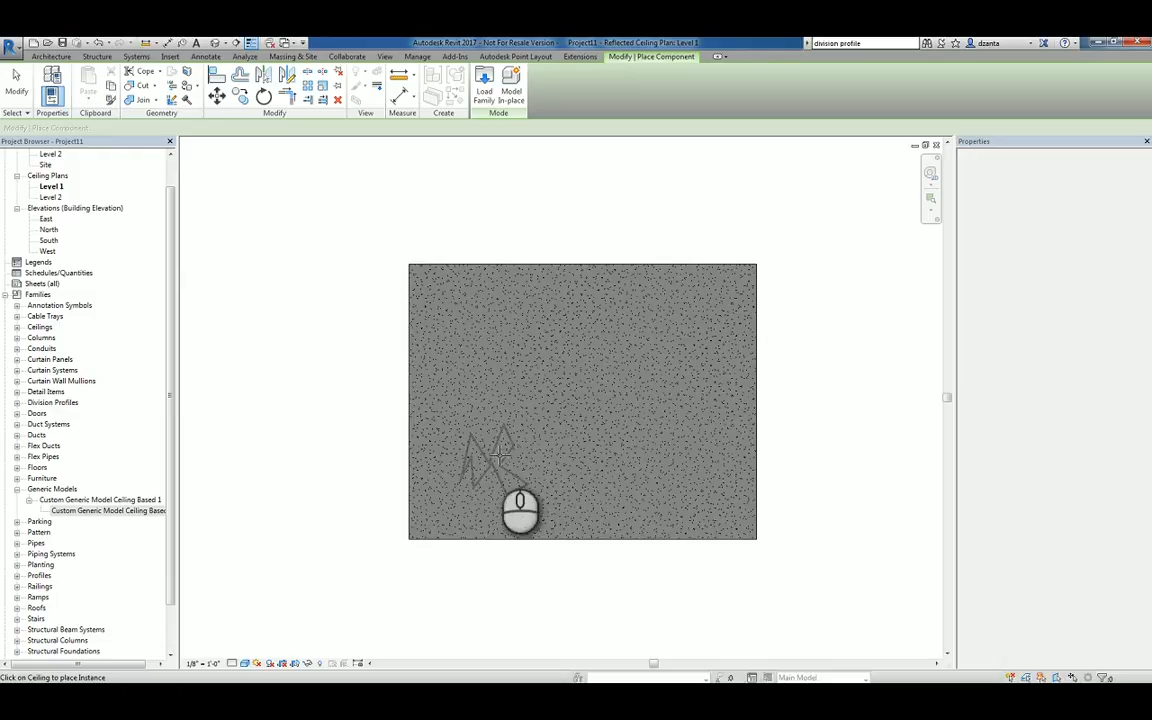 Autodesk Revit 2017 - Not For Resale Version - Project11 - Reflected Ceiling Plan: Level 1
division profile
dzanta
Architecture Structure Systems Insert Annotate Analyze Massing & Site Collaborate View Manage Add-Ins Autodesk Point Layout Extensions Modify | Place Component
Modify
Paste
Cope
Cut
Join
Load Family
Model In-place
Select Properties Clipboard Geometry Modify View Measure Create Mode
Modify | Place Component
Project Browser - Project11
Properties
Level 2
Site
Ceiling Plans
Level 1
Level 2
Elevations (Building Elevation)
East
North
South
West
Legends
Schedules/Quantities
Sheets (all)
Families
Annotation Symbols
Cable Trays
Ceilings
Columns
Conduits
Curtain Panels
Curtain Systems
Curtain Wall Mullions
Detail Items
Division Profiles
Doors
Duct Systems
Ducts
Flex Ducts
Flex Pipes
Floors
Furniture
Generic Models
Custom Generic Model Ceiling Based 1
Custom Generic Model Ceiling Based
Parking
Pattern
Pipes
Piping Systems
Planting
Profiles
Railings
Ramps
Roofs
Stairs
Structural Beam Systems
Structural Columns
Structural Foundations
1/8" = 1'-0"
Click on Ceiling to place Instance
:0
Main Model
:0